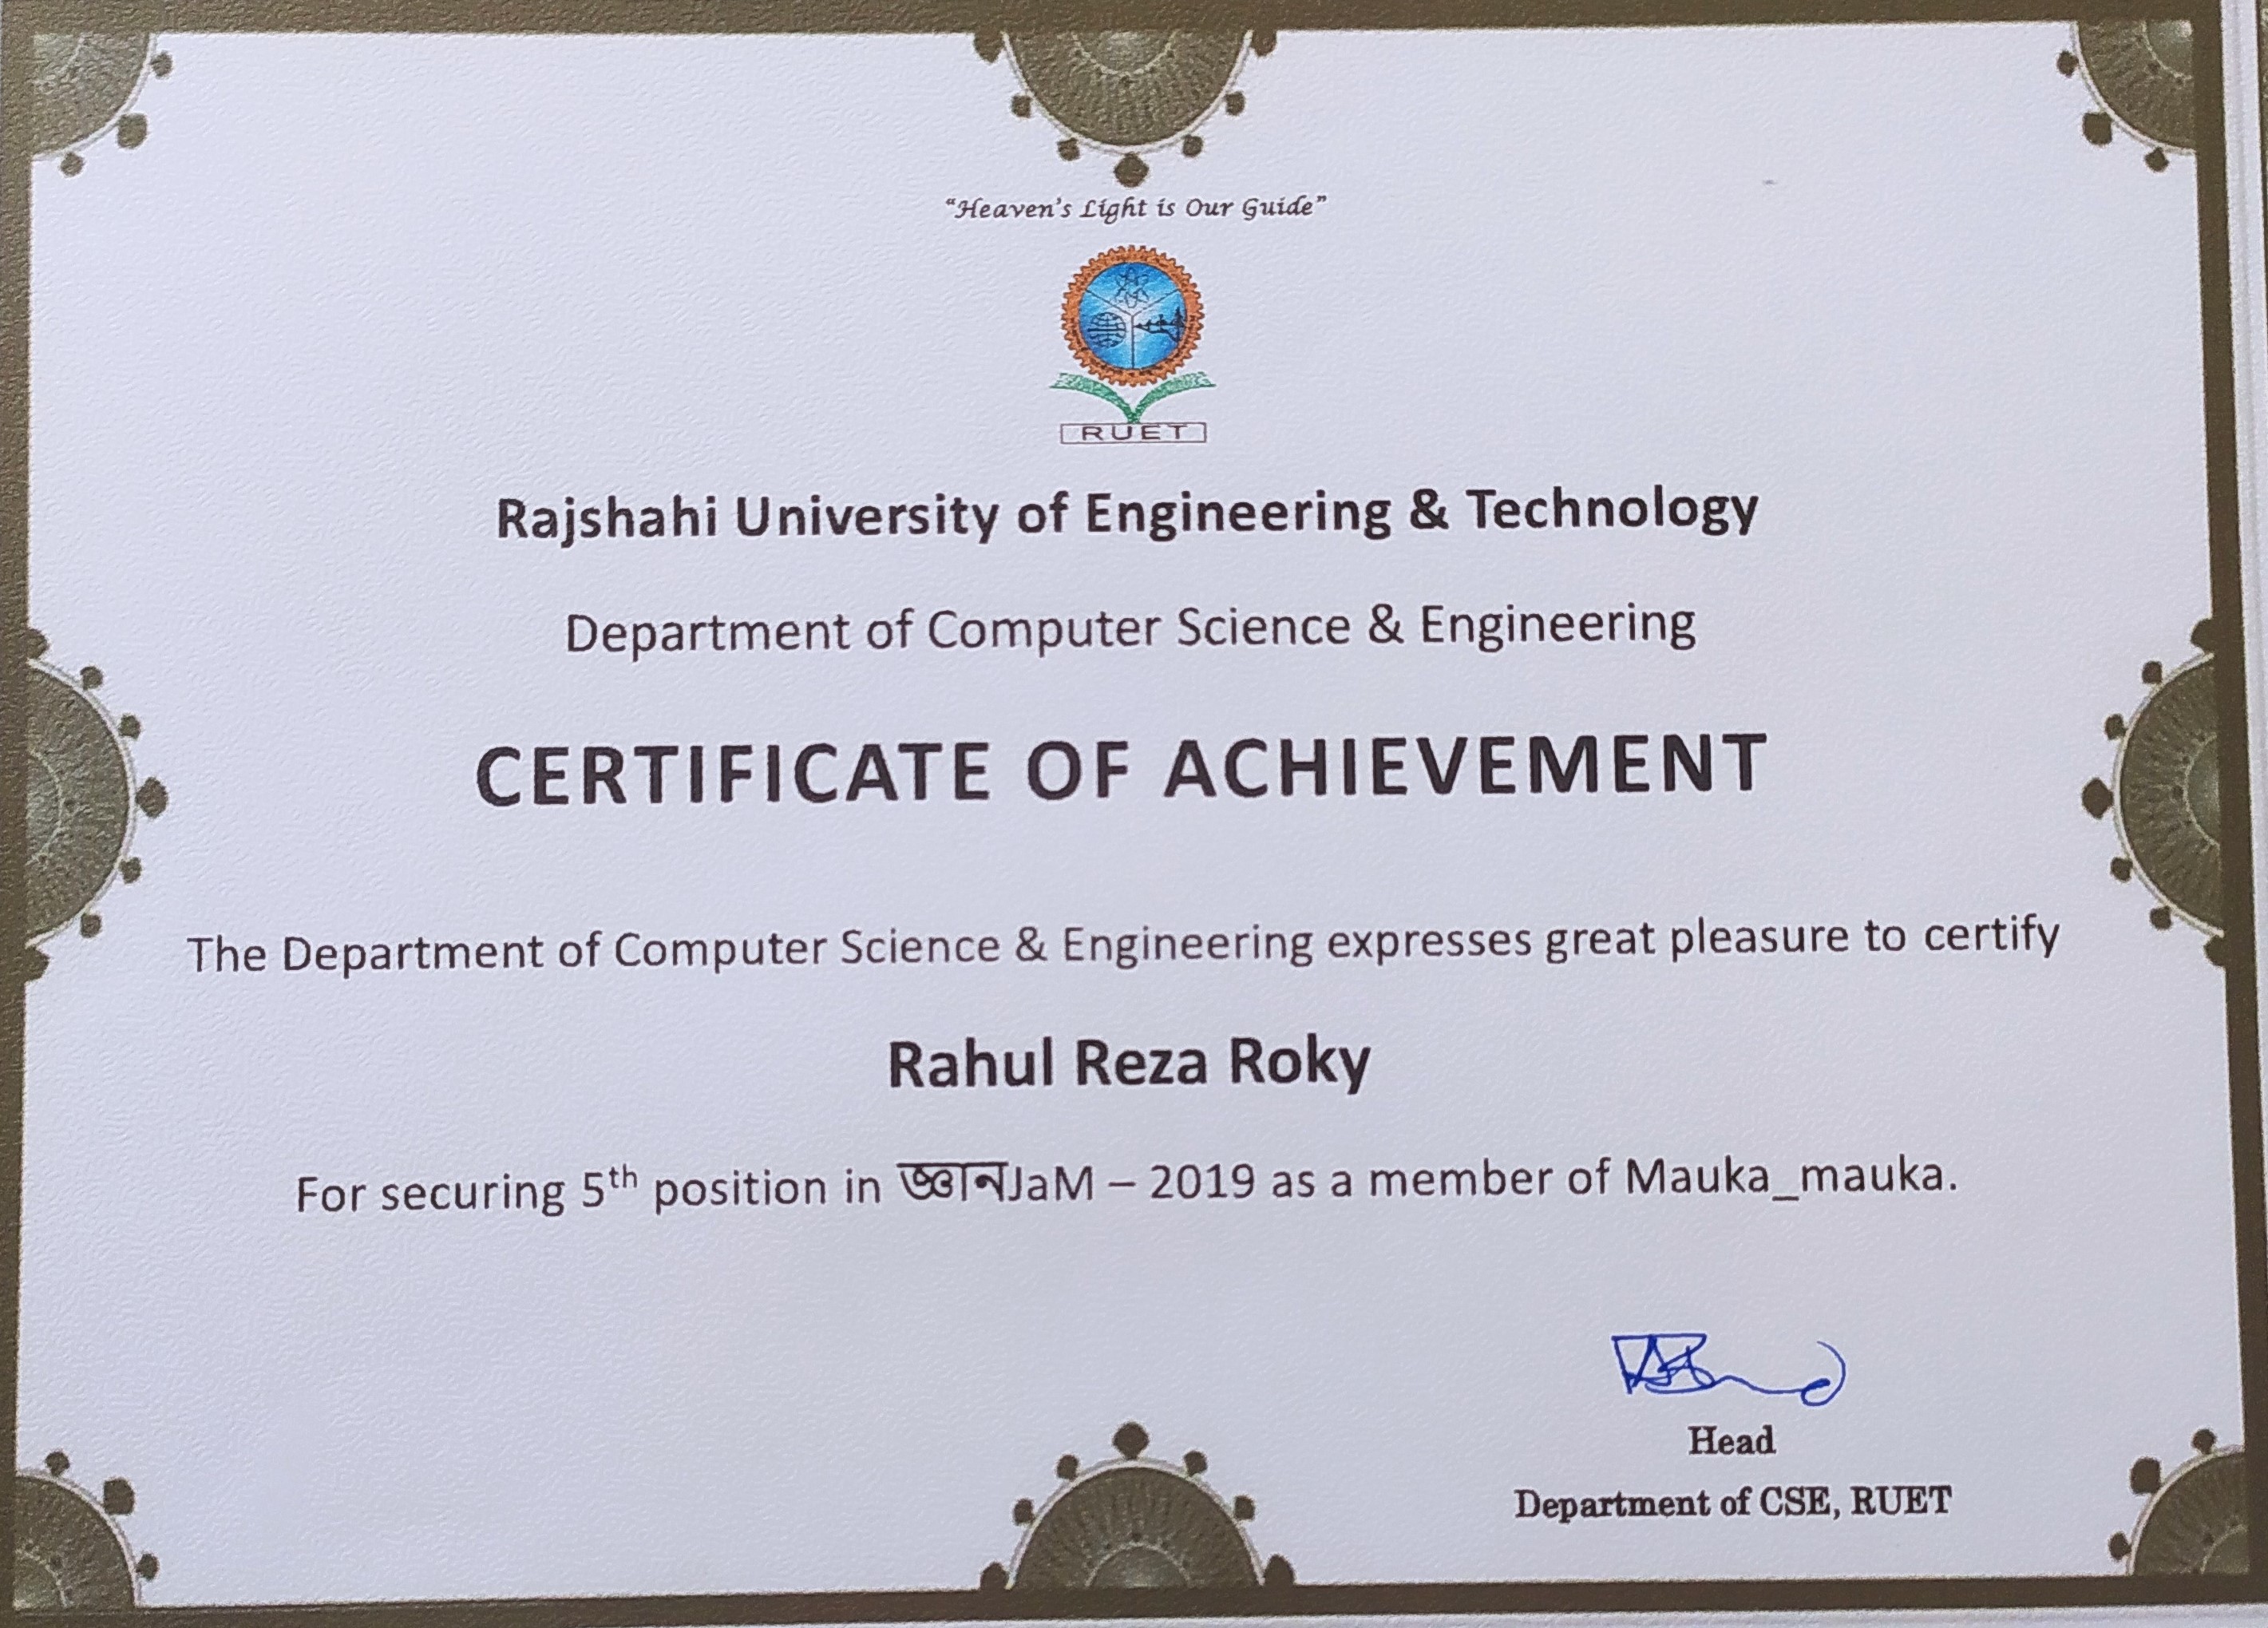 “Heaven’s Light is Our Guide”
RUET
Rajshahi University of Engineering & Technology
Department of Computer Science & Engineering
CERTIFICATE OF ACHIEVEMENT
The Department of Computer Science & Engineering expresses great pleasure to certify
Rahul Reza Roky
For securing 5th position in জ্ঞানJaM – 2019 as a member of Mauka_mauka.
Head
Department of CSE, RUET